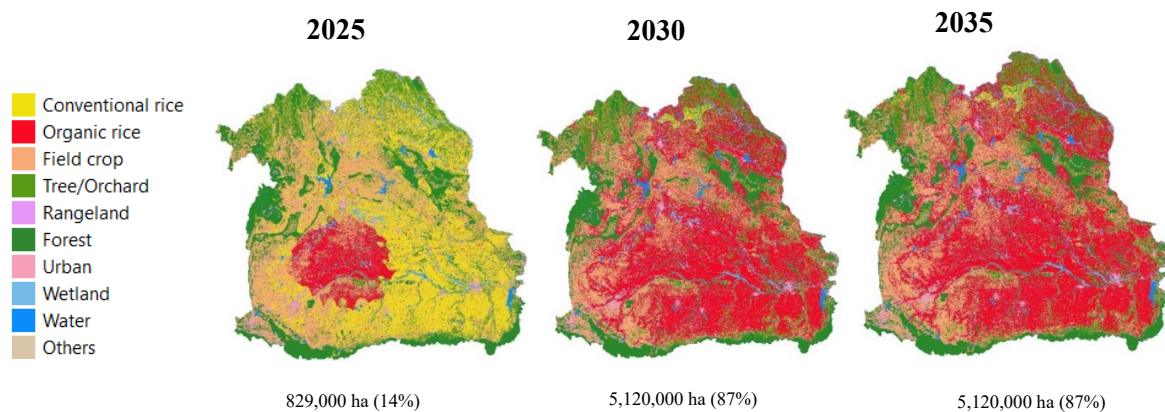 2025
2030
2035
Conventional rice
Organic rice
Field crop
Tree/Orchard
Rangeland
Forest
Urban
Wetland
Water
Others
829,000 ha (14%)
5,120,000 ha (87%)
5,120,000 ha (87%)